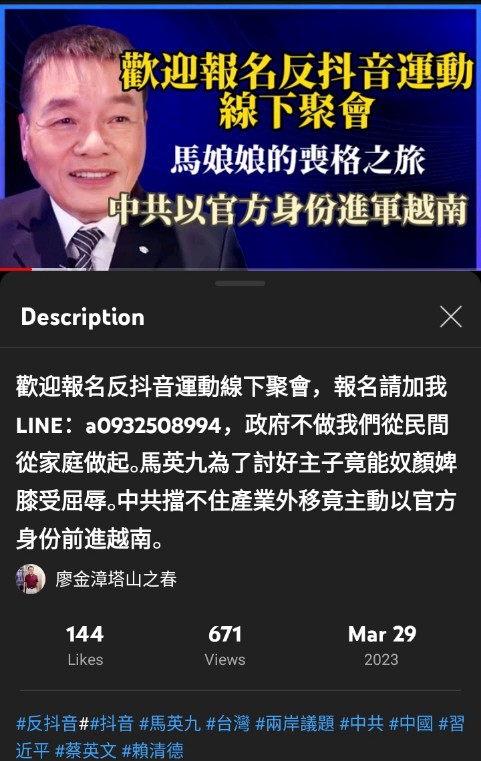 歡迎報名反抖音運動
線下聚會
馬娘娘的喪格之旅
中共以官方身份進軍越南
Description
歡迎報名反抖音運動線下聚會，報名請加我
LINE：a0932508994，政府不做我們從民間
從家庭做起。馬英九為了討好主子竟能奴顏婢
膝受屈辱。中共擋不住產業外移竟主動以官方
身份前進越南。
廖金漳塔山之春
144 671 Mar 29
Likes Views 2023
#反抖音##抖音 #馬英九 #台灣 #兩岸議題 #中共 #中國 #習
近平 #蔡英文 #賴清德